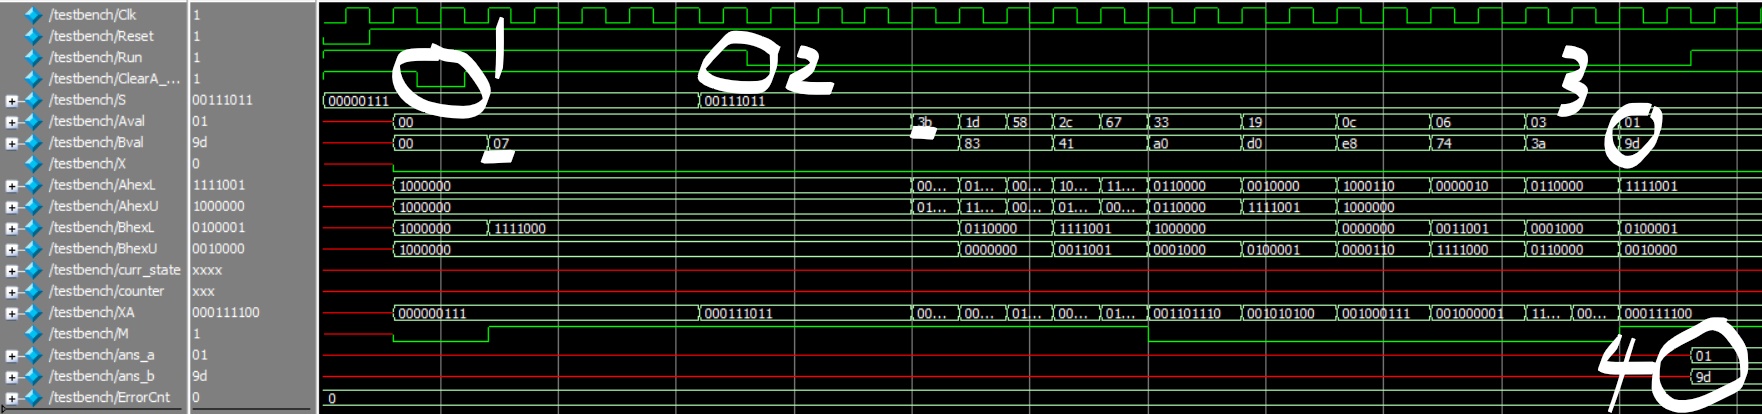 /testbench/Clk 1
/testbench/Reset 1
/testbench/Run 1
/testbench/ClearA_... 1
/testbench/S 00111011 00000111 00111011
/testbench/Aval 01 00 3b 1d 58 2c 67 33 19 0c 06 03 01
/testbench/Bval 9d 00 07 83 41 a0 d0 e8 74 3a 9d
/testbench/X 0
/testbench/AhexL 1111001 1000000 00... 01... 00... 10... 11... 0110000 0010000 1000110 0000010 0110000 1111001
/testbench/AhexU 1000000 1000000 01... 11... 00... 01... 00... 0110000 1111001 1000000
/testbench/BhexL 0100001 1000000 1111000 0110000 1111001 1000000 0000000 0011001 0001000 0100001
/testbench/BhexU 0010000 1000000 0000000 0011001 0001000 0100001 0000110 1111000 0110000 0010000
/testbench/curr_state xxxx
/testbench/counter xxx
/testbench/XA 000111100 000000111 000111011 00... 00... 01... 00... 01... 001101110 001010100 001000111 001000001 11... 00... 000111100
/testbench/M 1
/testbench/ans_a 01 01
/testbench/ans_b 9d 9d
/testbench/ErrorCnt 0 0
1
2
3
4